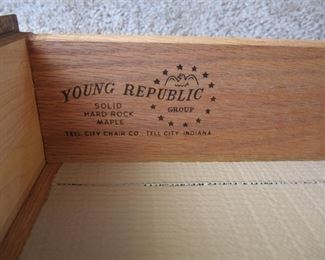 YOUNG REPUBLIC
SOLID
HARD ROCK
MAPLE
GROUP
TELL CITY CHAIR CO., TELL CITY, INDIANA